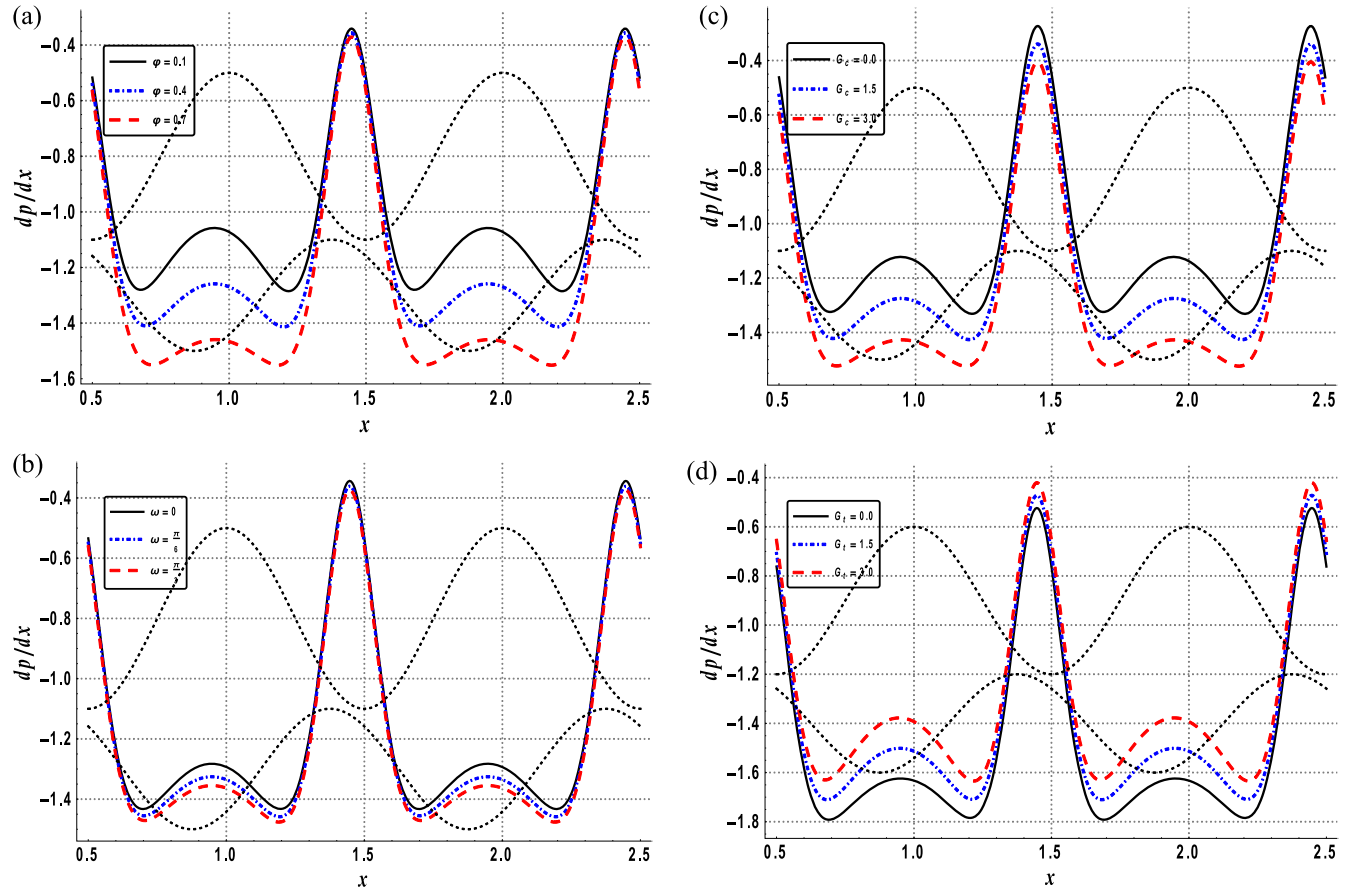 (a)
−0.4
−0.6
−0.8
−1.0
−1.2
−1.4
−1.6
dp/dx
φ = 0.1
φ = 0.4
φ = 0.7
0.5 1.0 1.5 2.0 2.5
x
(b)
−0.4
−0.6
−0.8
−1.0
−1.2
−1.4
dp/dx
ω = 0
ω = π/6
ω = π
0.5 1.0 1.5 2.0 2.5
x
(c)
−0.4
−0.6
−0.8
−1.0
−1.2
−1.4
dp/dx
G_c = 0.0
G_c = 1.5
G_c = 3.0
0.5 1.0 1.5 2.0 2.5
x
(d)
−0.4
−0.6
−0.8
−1.0
−1.2
−1.4
−1.6
−1.8
dp/dx
G_t = 0.0
G_t = 1.5
G_t = 3.0
0.5 1.0 1.5 2.0 2.5
x